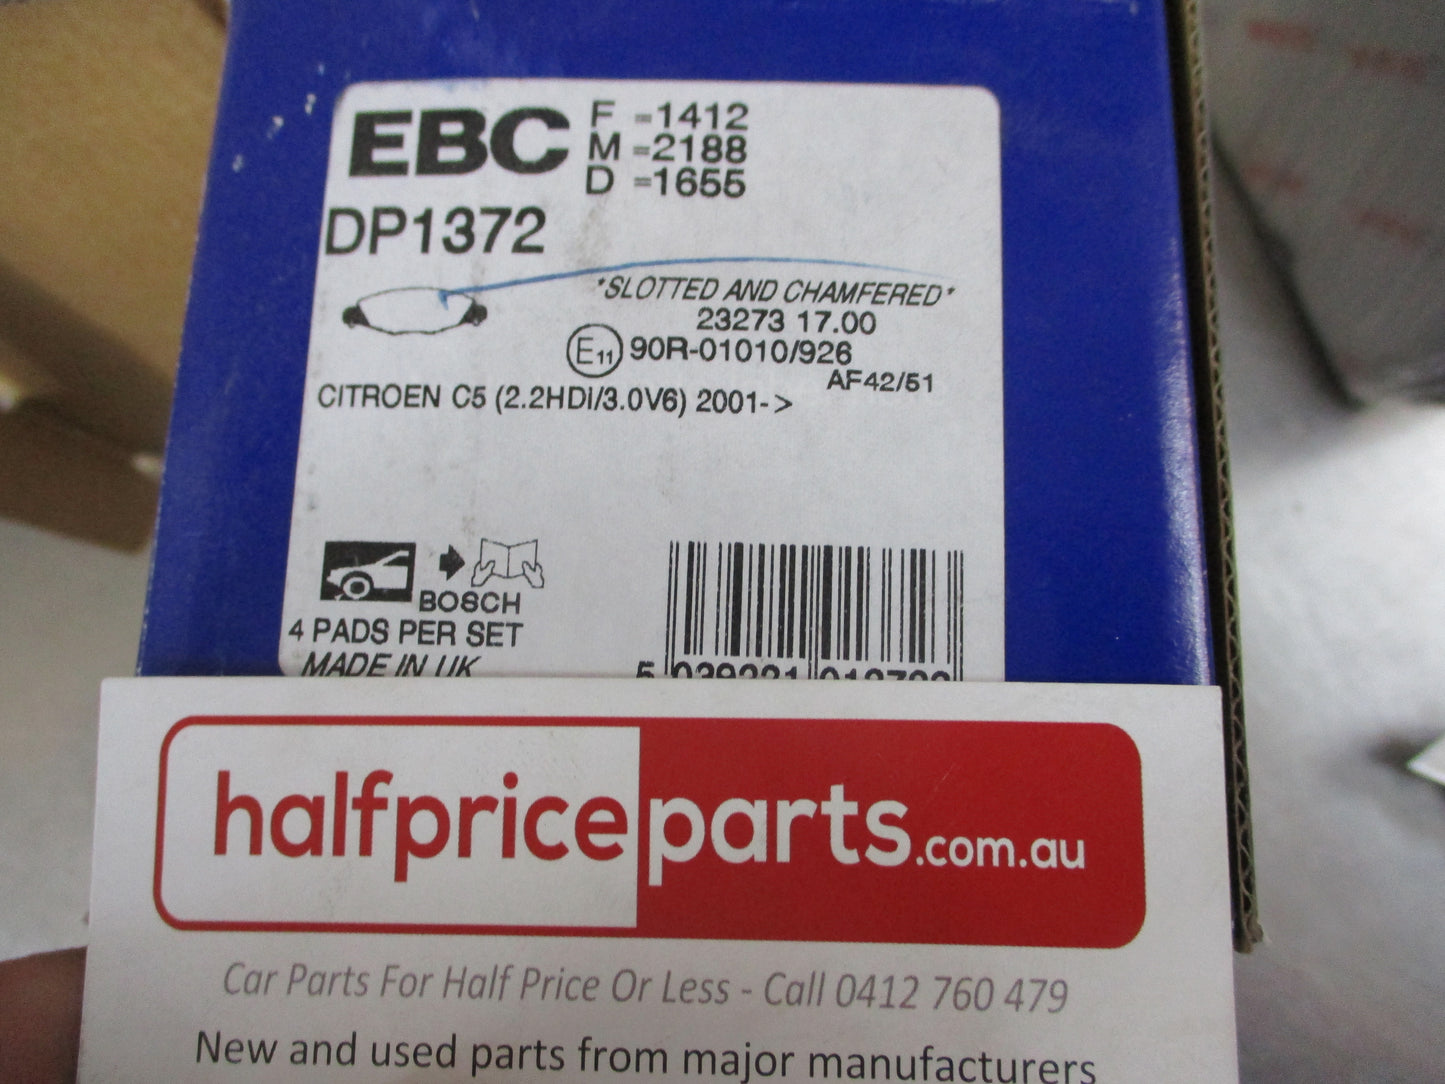 EBC
F =1412
M =2188
D =1655
DP1372
*SLOTTED AND CHAMFERED*
23273 17.00
E11 90R-01010/926
AF42/51
CITROEN C5 (2.2HDi/3.0V6) 2001->
BOSCH
4 PADS PER SET
MADE IN UK
halfpriceparts.com.au
Car Parts For Half Price Or Less - Call 0412 760 479
New and used parts from major manufacturers